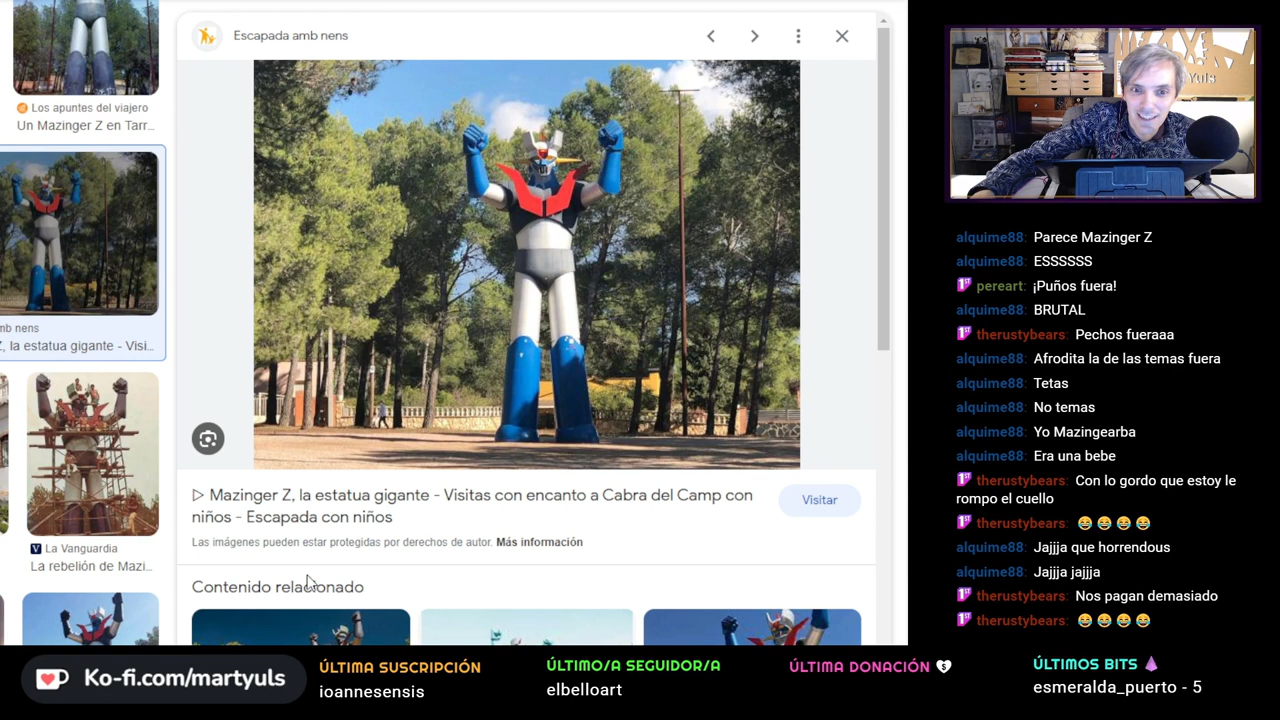 Los apuntes del viajero
Un Mazinger Z en Tarr...
mb nens
Z, la estatua gigante - Visi...
La Vanguardia
La rebelión de Mazi...
Escapada amb nens
▷ Mazinger Z, la estatua gigante - Visitas con encanto a Cabra del Camp con
niños - Escapada con niños
Visitar
Las imágenes pueden estar protegidas por derechos de autor. Más información
Contenido relacionado
Yuls
alquime88: Parece Mazinger Z
alquime88: ESSSSSS
pereart: ¡Puños fuera!
alquime88: BRUTAL
therustybears: Pechos fueraaa
alquime88: Afrodita la de las temas fuera
alquime88: Tetas
alquime88: No temas
alquime88: Yo Mazingearba
alquime88: Era una bebe
therustybears: Con lo gordo que estoy le
rompo el cuello
therustybears: 😂 😂 😂 😂
alquime88: Jajjja que horrendous
alquime88: Jajjja jajjja
therustybears: Nos pagan demasiado
therustybears: 😂 😂 😂 😂
Ko-fi.com/martyuls
ÚLTIMA SUSCRIPCIÓN
ioannesensis
ÚLTIMO/A SEGUIDOR/A
elbelloart
ÚLTIMA DONACIÓN
ÚLTIMOS BITS
esmeralda_puerto - 5